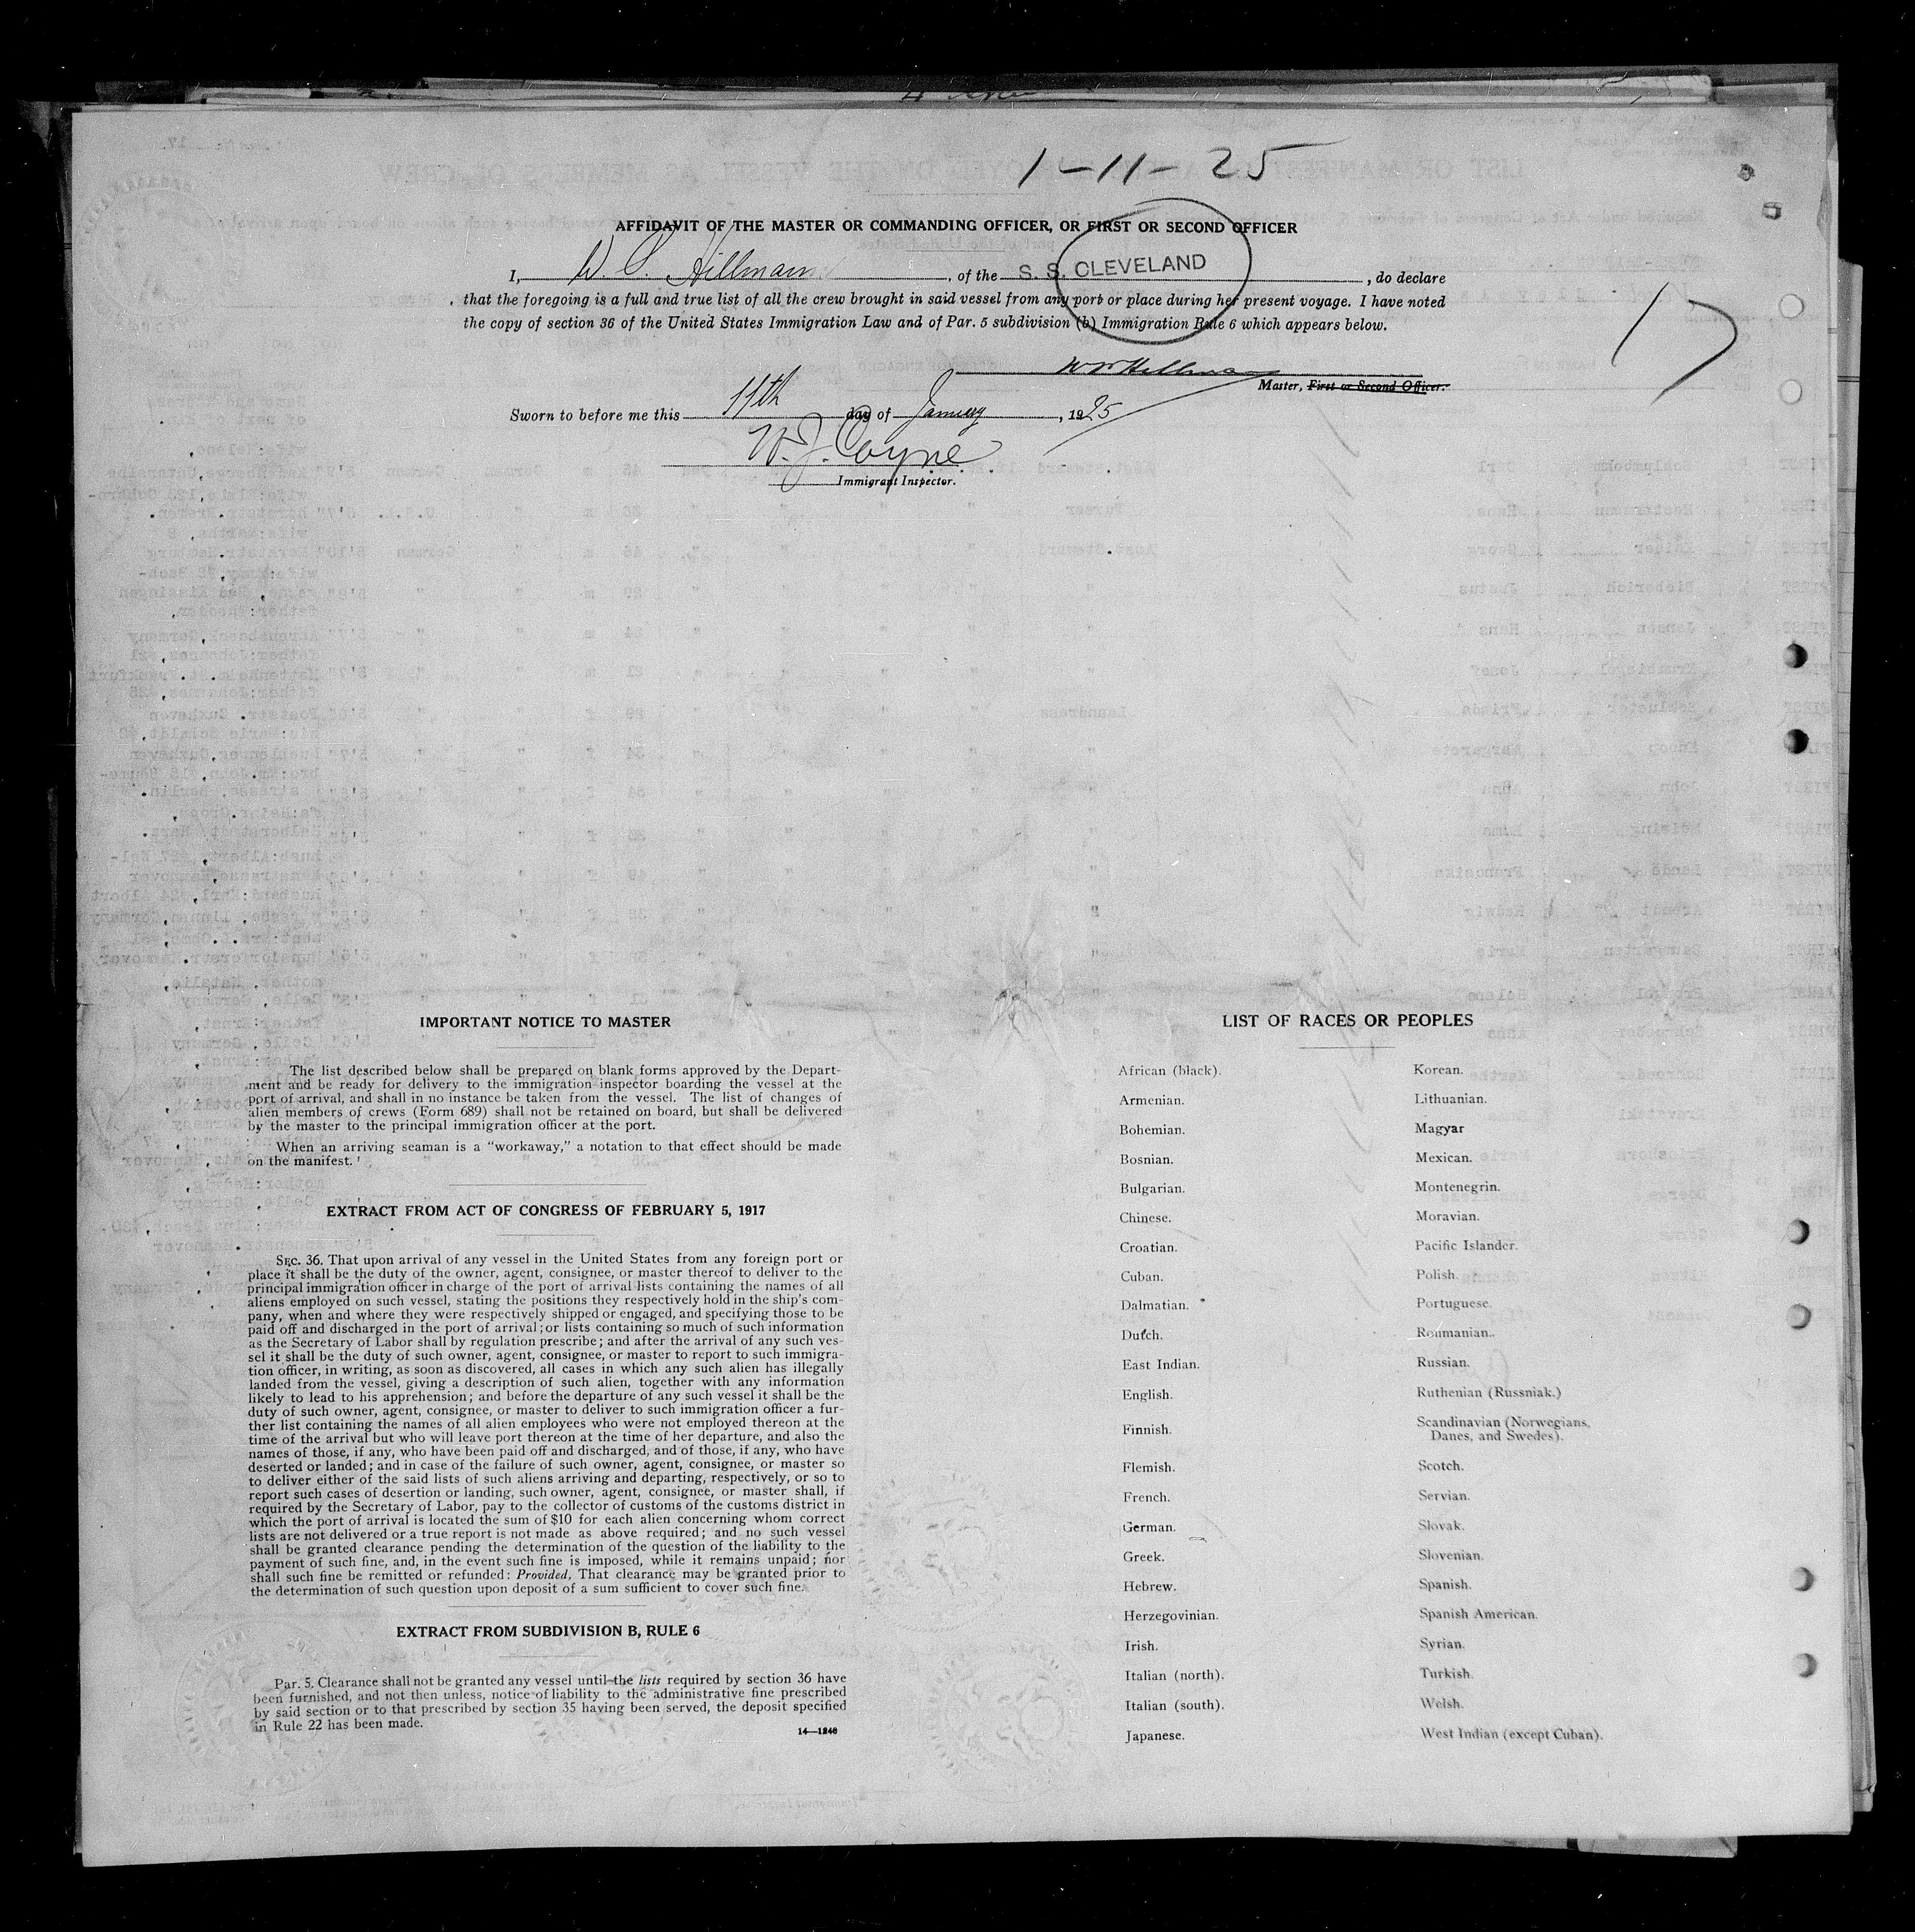 1-11-25
AFFIDAVIT OF THE MASTER OR COMMANDING OFFICER, OR FIRST OR SECOND OFFICER
I, Hillman, of the S. S. CLEVELAND, do declare
that the foregoing is a full and true list of all the crew brought in said vessel from any port or place during her present voyage. I have noted
the copy of section 36 of the United States Immigration Law and of Par. 5 subdivision (b) Immigration Rule 6 which appears below.
17
Master, First or Second Officer.
Sworn to before me this 11th day of January, 1925
W. J. Coyne
Immigrant Inspector.
IMPORTANT NOTICE TO MASTER
The list described below shall be prepared on blank forms approved by the Depart-
ment and be ready for delivery to the immigration inspector boarding the vessel at the
port of arrival, and shall in no instance be taken from the vessel. The list of changes of
alien members of crews (Form 689) shall not be retained on board, but shall be delivered
by the master to the principal immigration officer at the port.
When an arriving seaman is a “workaway,” a notation to that effect should be made
on the manifest.
EXTRACT FROM ACT OF CONGRESS OF FEBRUARY 5, 1917
SEC. 36. That upon arrival of any vessel in the United States from any foreign port or
place it shall be the duty of the owner, agent, consignee, or master thereof to deliver to the
principal immigration officer in charge of the port of arrival lists containing the names of all
aliens employed on such vessel, stating the positions they respectively hold in the ship's com-
pany, when and where they were respectively shipped or engaged, and specifying those to be
paid off and discharged in the port of arrival; or lists containing so much of such information
as the Secretary of Labor shall by regulation prescribe; and after the arrival of any such ves-
sel it shall be the duty of such owner, agent, consignee, or master to report to such immigra-
tion officer, in writing, as soon as discovered, all cases in which any such alien has illegally
landed from the vessel, giving a description of such alien, together with any information
likely to lead to his apprehension; and before the departure of any such vessel it shall be the
duty of such owner, agent, consignee, or master to deliver to such immigration officer a fur-
ther list containing the names of all alien employees who were not employed thereon at the
time of the arrival but who will leave port thereon at the time of her departure, and also the
names of those, if any, who have been paid off and discharged, and of those, if any, who have
deserted or landed; and in case of the failure of such owner, agent, consignee, or master so
to deliver either of the said lists of such aliens arriving and departing, respectively, or so to
report such cases of desertion or landing, such owner, agent, consignee, or master shall, if
required by the Secretary of Labor, pay to the collector of customs of the customs district in
which the port of arrival is located the sum of $10 for each alien concerning whom correct
lists are not delivered or a true report is not made as above required; and no such vessel
shall be granted clearance pending the determination of the question of the liability to the
payment of such fine, and, in the event such fine is imposed, while it remains unpaid; nor
shall such fine be remitted or refunded: Provided, That clearance may be granted prior to
the determination of such question upon deposit of a sum sufficient to cover such fine.
EXTRACT FROM SUBDIVISION B, RULE 6
Par. 5. Clearance shall not be granted any vessel until the lists required by section 36 have
been furnished, and not then unless, notice of liability to the administrative fine prescribed
by said section or to that prescribed by section 35 having been served, the deposit specified
in Rule 22 has been made.
14—1240
LIST OF RACES OR PEOPLES
African (black).
Armenian.
Bohemian.
Bosnian.
Bulgarian.
Chinese.
Croatian.
Cuban.
Dalmatian.
Dutch.
East Indian.
English.
Finnish.
Flemish.
French.
German.
Greek.
Hebrew.
Herzegovinian.
Irish.
Italian (north).
Italian (south).
Japanese.
Korean.
Lithuanian.
Magyar
Mexican.
Montenegrin.
Moravian.
Pacific Islander.
Polish.
Portuguese.
Roumanian.
Russian.
Ruthenian (Russniak.)
Scandinavian (Norwegians,
Danes, and Swedes).
Scotch.
Servian.
Slovak.
Slovenian.
Spanish.
Spanish American.
Syrian.
Turkish.
Welsh.
West Indian (except Cuban).